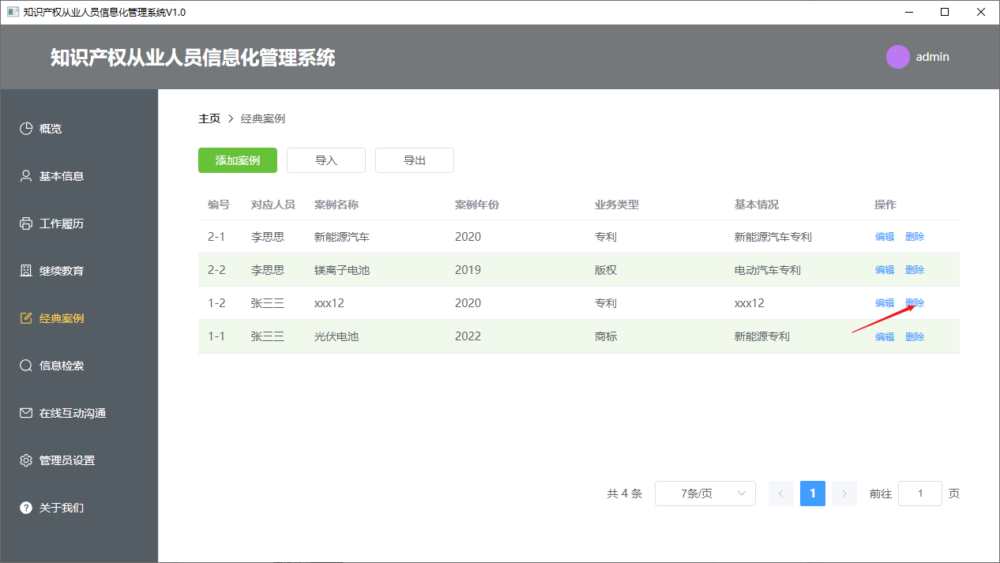 知识产权从业人员信息化管理系统V1.0
知识产权从业人员信息化管理系统
admin
概览
基本信息
工作履历
继续教育
经典案例
信息检索
在线互动沟通
管理员设置
关于我们
主页 > 经典案例
添加案例 导入 导出
编号 对应人员 案例名称 案例年份 业务类型 基本情况 操作
2-1 李思思 新能源汽车 2020 专利 新能源汽车专利 编辑 删除
2-2 李思思 镁离子电池 2019 版权 电动汽车专利 编辑 删除
1-2 张三三 xxx12 2020 专利 xxx12 编辑 删除
1-1 张三三 光伏电池 2022 商标 新能源专利 编辑 删除
共 4 条 7条/页 < 1 > 前往 1 页